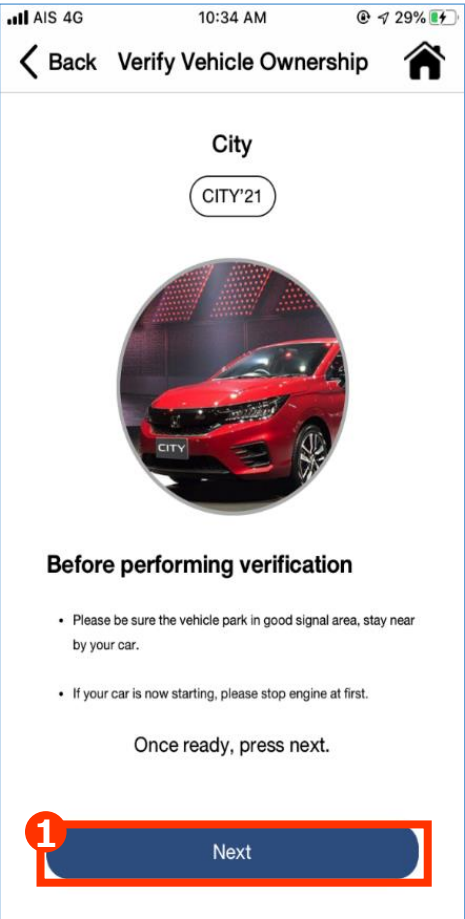 AIS 4G 10:34 AM 29%
Back Verify Vehicle Ownership
City
CITY'21
CITY
Before performing verification
• Please be sure the vehicle park in good signal area, stay near
by your car.
• If your car is now starting, please stop engine at first.
Once ready, press next.
1
Next